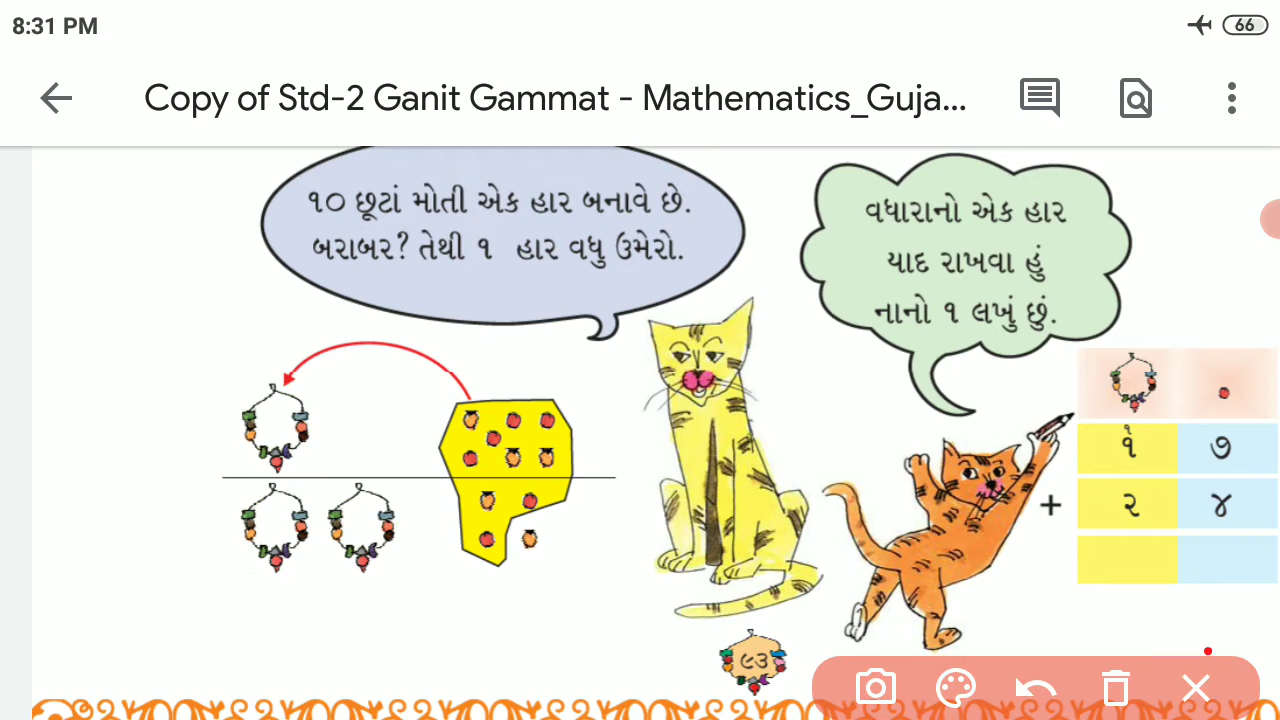 8:31 PM
66
Copy of Std-2 Ganit Gammat - Mathematics_Guja...
૧૦ છૂટાં મોતી એક હાર બનાવે છે.
બરાબર? તેથી ૧ હાર વધુ ઉમેરો.
વધારાનો એક હાર
યાદ રાખવા હું
નાનો ૧ લખું છું.
૧
૧ ૭
+ ૨ ૪
૯૩